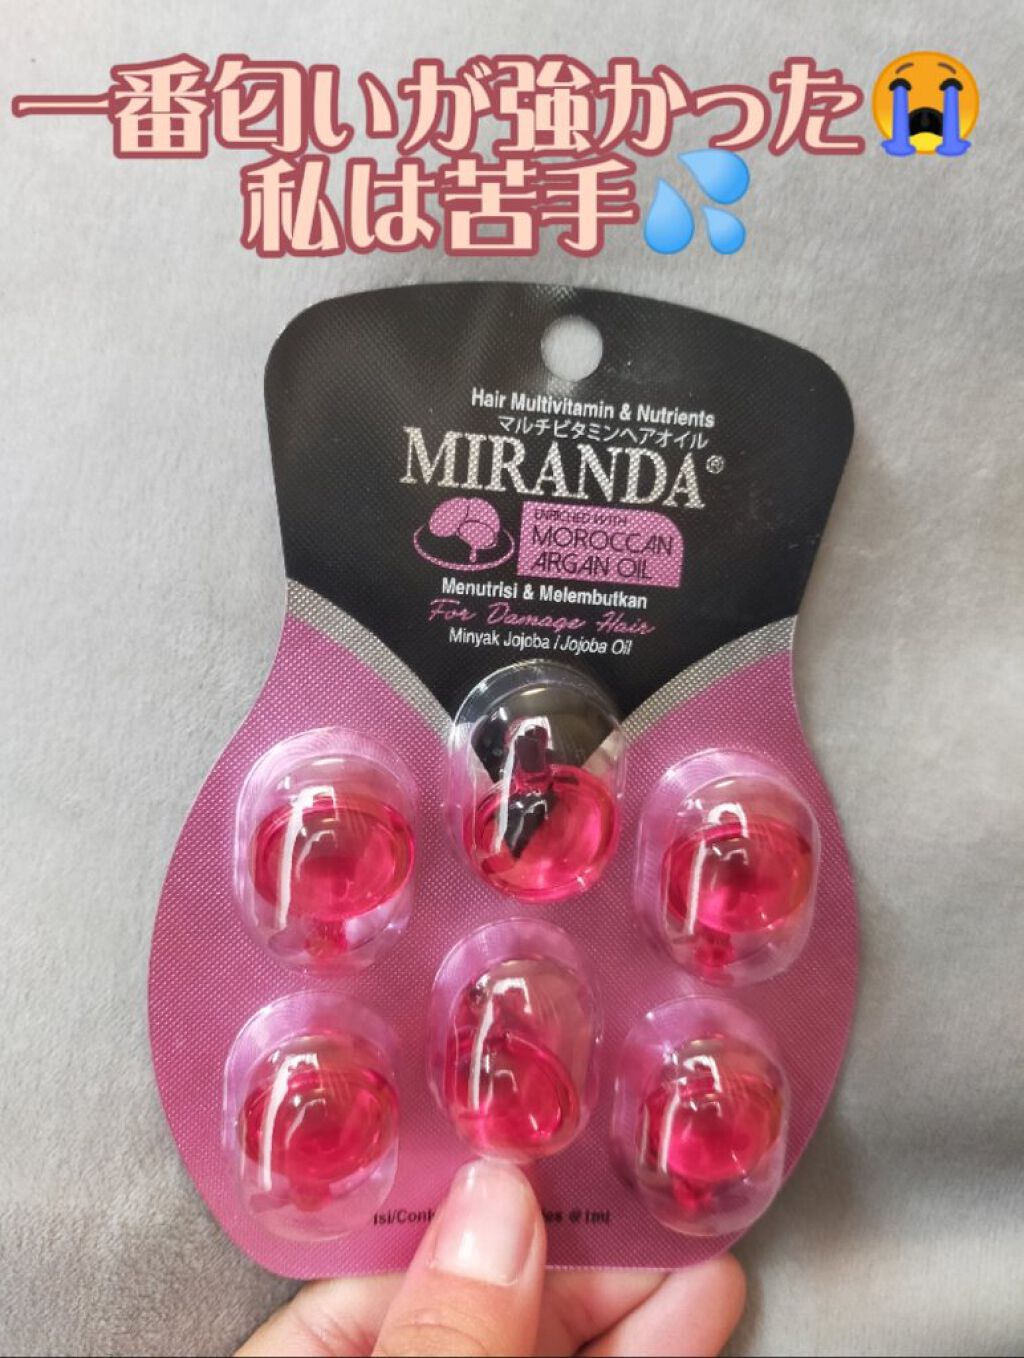 一番匂いが強かった😭
私は苦手💦
Hair Multivitamin & Nutrients
マルチビタミンヘアオイル
MIRANDA®
ENRICHED WITH
MOROCCAN
ARGAN OIL
Menutrisi & Melembutkan
For Damage Hair
Minyak Jojoba / Jojoba Oil
@ 1ml